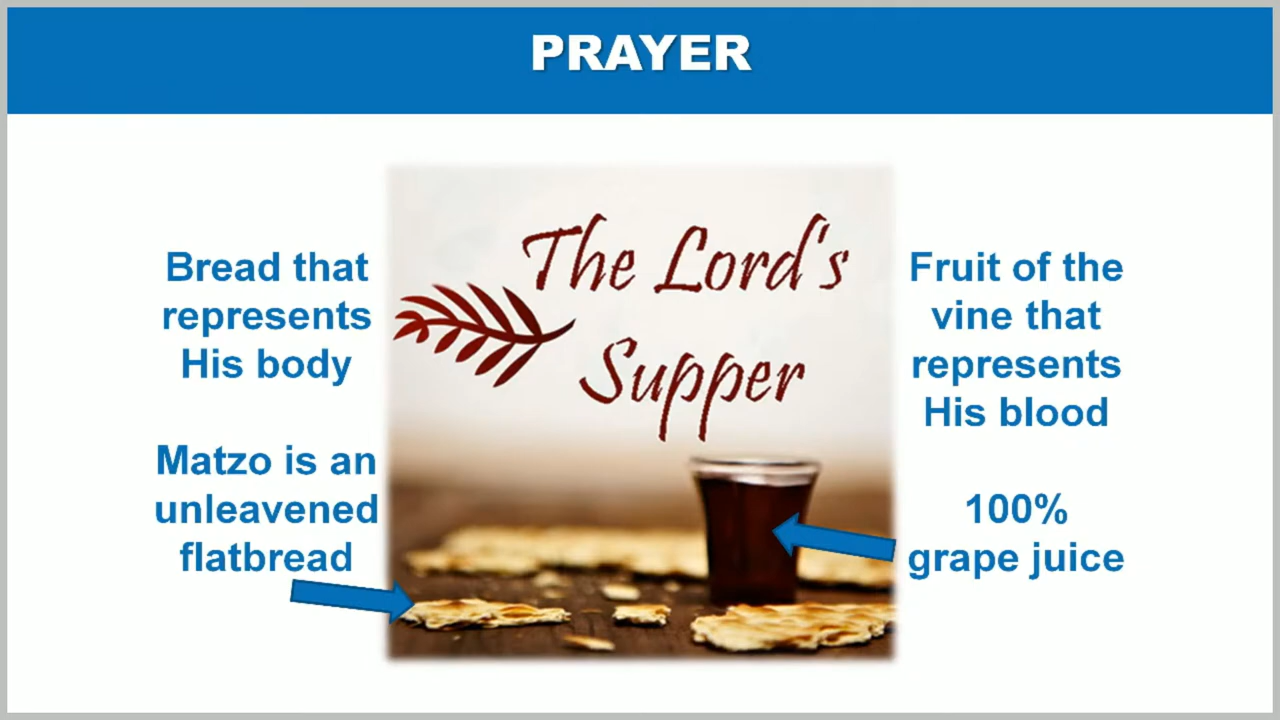 PRAYER
Bread that
represents
His body
Matzo is an
unleavened
flatbread
The Lord's
Supper
Fruit of the
vine that
represents
His blood
100%
grape juice